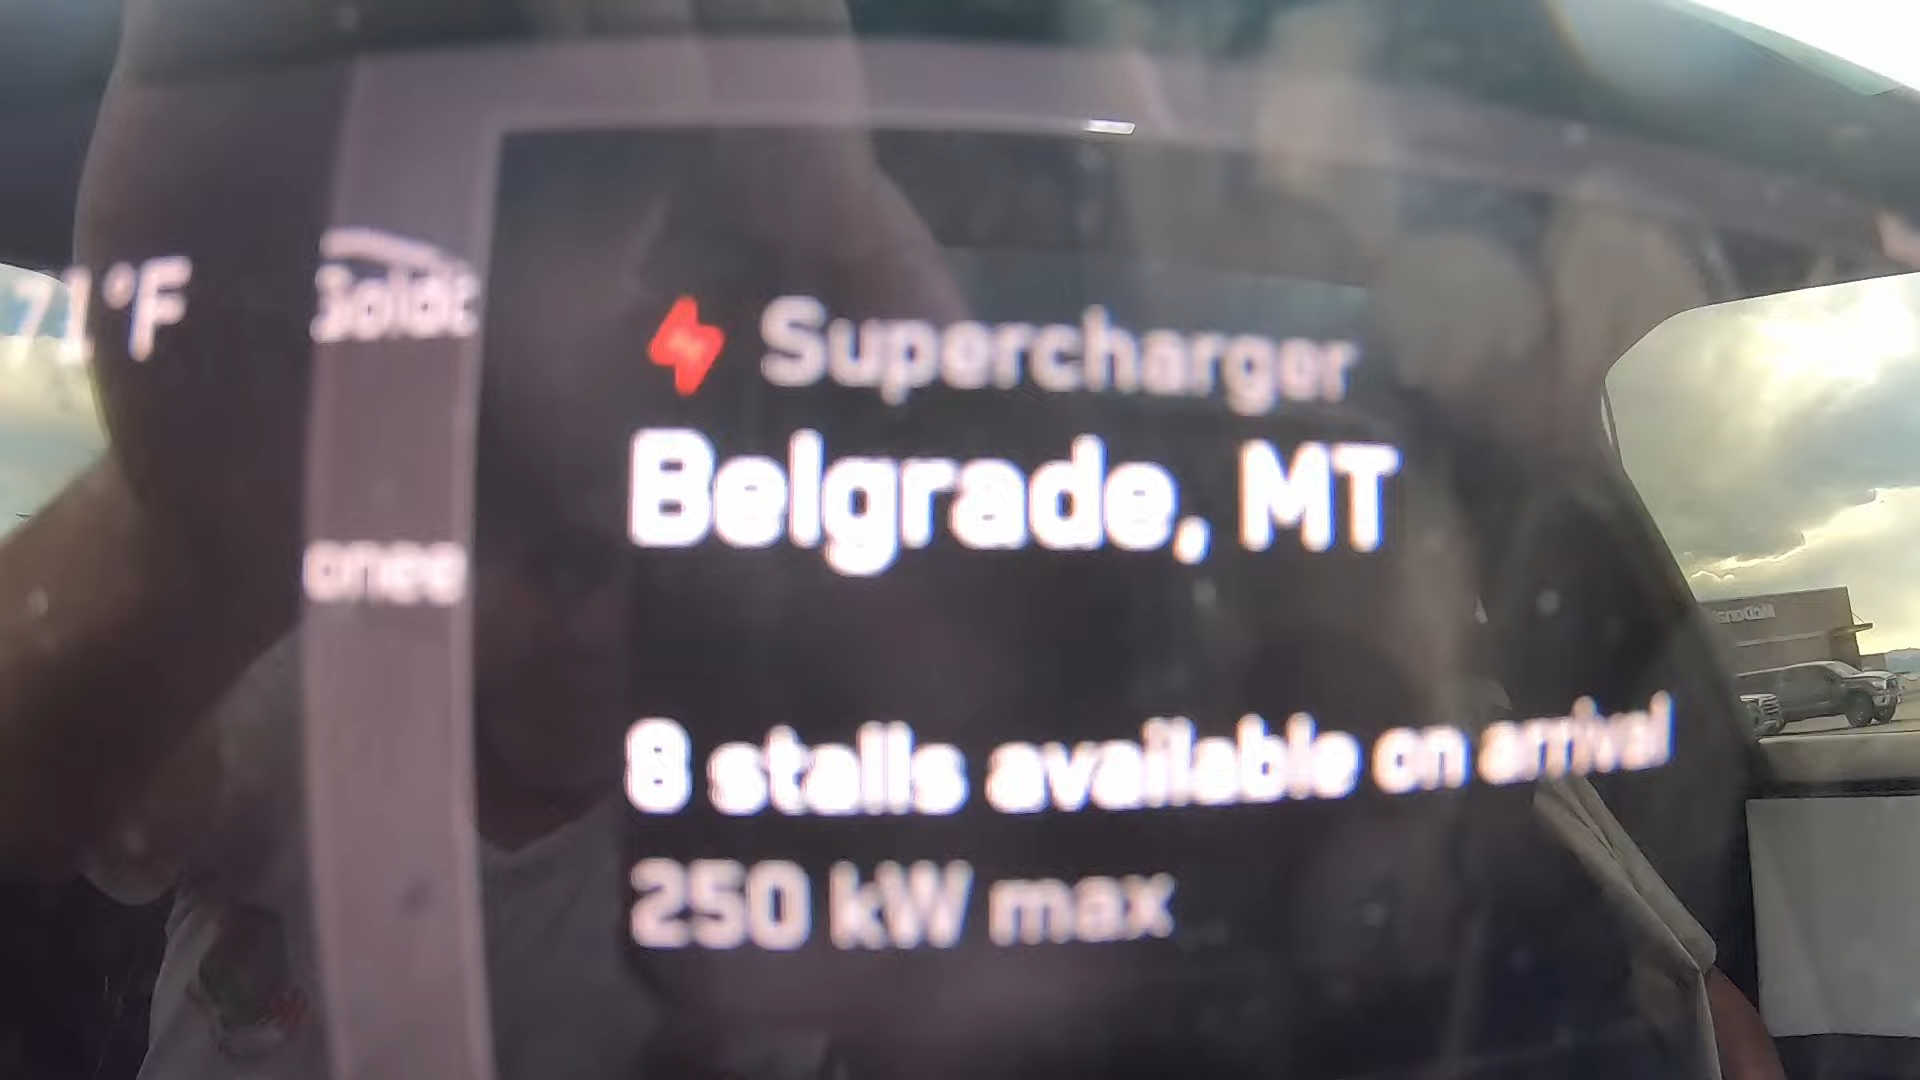 71°F
Supercharger
Belgrade, MT
8 stalls available on arrival
250 kW max